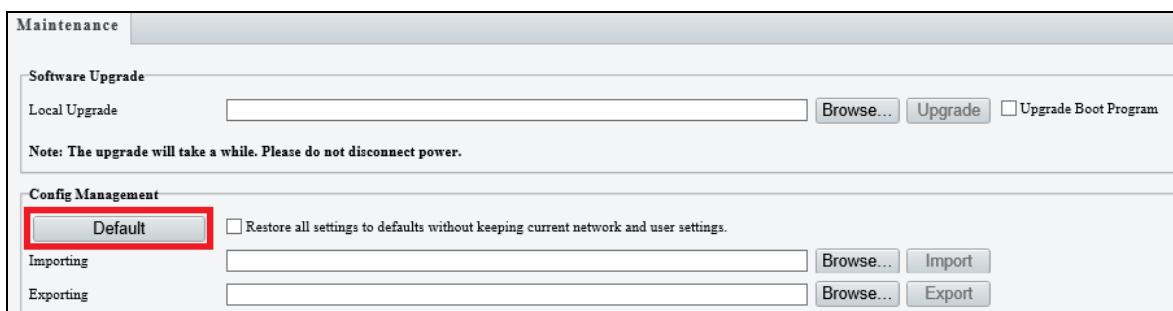 Maintenance
Software Upgrade
Local Upgrade Browse... Upgrade Upgrade Boot Program
Note: The upgrade will take a while. Please do not disconnect power.
Config Management
Default Restore all settings to defaults without keeping current network and user settings.
Importing Browse... Import
Exporting Browse... Export